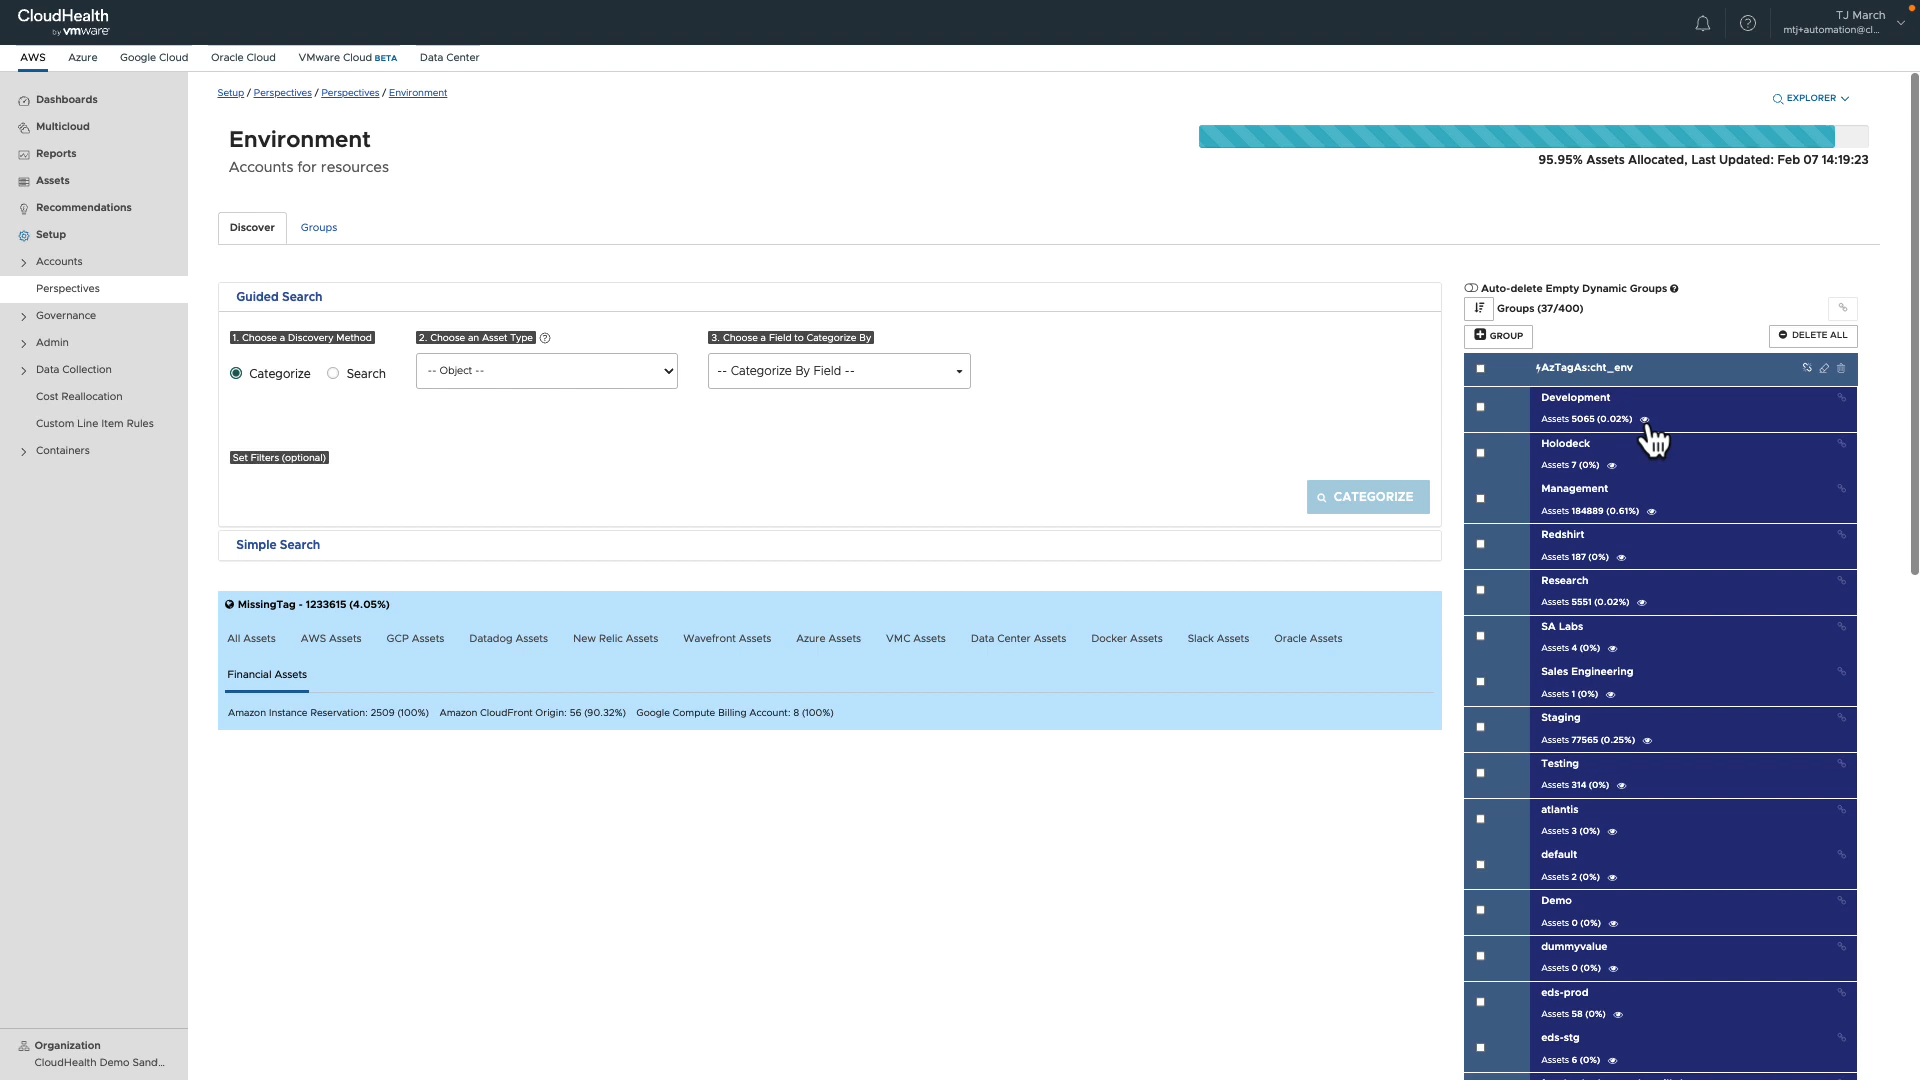 CloudHealth
by vmware
TJ March
mtj+automation@cl...
AWS
Azure
Google Cloud
Oracle Cloud
VMware Cloud BETA
Data Center
Dashboards
Multicloud
Reports
Assets
Recommendations
Setup
Accounts
Perspectives
Governance
Admin
Data Collection
Cost Reallocation
Custom Line Item Rules
Containers
Organization
CloudHealth Demo Sand...
Setup / Perspectives / Perspectives / Environment
EXPLORER
Environment
Accounts for resources
95.95% Assets Allocated, Last Updated: Feb 07 14:19:23
Discover
Groups
Guided Search
1. Choose a Discovery Method
2. Choose an Asset Type
3. Choose a Field to Categorize By
Categorize
Search
-- Object --
-- Categorize By Field --
Set Filters (optional)
CATEGORIZE
Simple Search
MissingTag - 1233615 (4.05%)
All Assets
AWS Assets
GCP Assets
Datadog Assets
New Relic Assets
Wavefront Assets
Azure Assets
VMC Assets
Data Center Assets
Docker Assets
Slack Assets
Oracle Assets
Financial Assets
Amazon Instance Reservation: 2509 (100%)
Amazon CloudFront Origin: 56 (90.32%)
Google Compute Billing Account: 8 (100%)
Auto-delete Empty Dynamic Groups
Groups (37/400)
GROUP
DELETE ALL
AzTagAs:cht_env
Development
Assets 5065 (0.02%)
Holodeck
Assets 7 (0%)
Management
Assets 184889 (0.61%)
Redshirt
Assets 187 (0%)
Research
Assets 5551 (0.02%)
SA Labs
Assets 4 (0%)
Sales Engineering
Assets 1 (0%)
Staging
Assets 77565 (0.25%)
Testing
Assets 314 (0%)
atlantis
Assets 3 (0%)
default
Assets 2 (0%)
Demo
Assets 0 (0%)
dummyvalue
Assets 0 (0%)
eds-prod
Assets 58 (0%)
eds-stg
Assets 6 (0%)